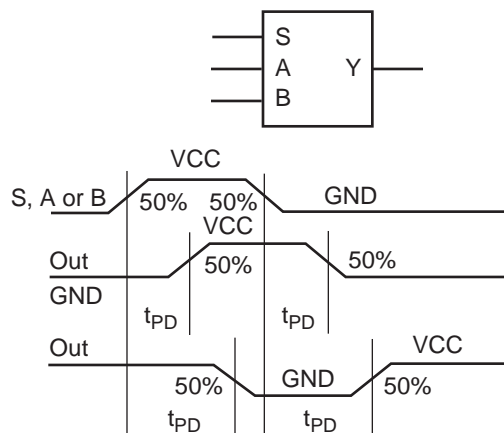 S
A Y
B
VCC
S, A or B 50% 50% GND
VCC
Out 50% 50%
GND
tPD tPD
Out VCC
50% GND 50%
tPD tPD